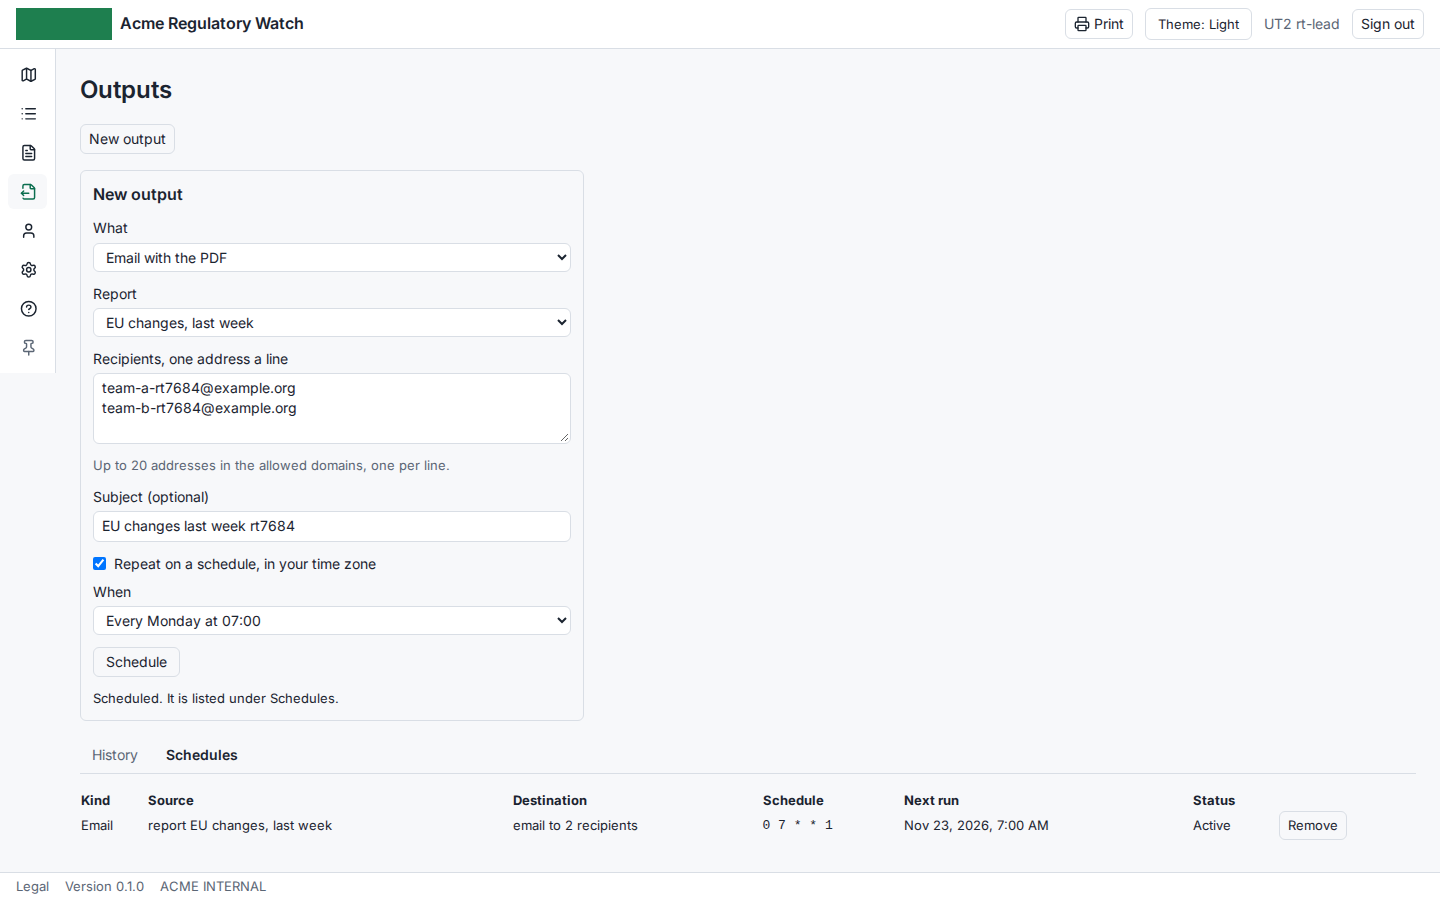 Acme Regulatory Watch
Print
Theme: Light
UT2 rt-lead
Sign out
Outputs
New output
New output
What
Email with the PDF
Report
EU changes, last week
Recipients, one address a line
team-a-rt7684@example.org
team-b-rt7684@example.org
Up to 20 addresses in the allowed domains, one per line.
Subject (optional)
EU changes last week rt7684
Repeat on a schedule, in your time zone
When
Every Monday at 07:00
Schedule
Scheduled. It is listed under Schedules.
History Schedules
Kind Source Destination Schedule Next run Status
Email report EU changes, last week email to 2 recipients 0 7 * * 1 Nov 23, 2026, 7:00 AM Active Remove
Legal Version 0.1.0 ACME INTERNAL